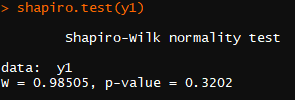 > shapiro.test(y1)
Shapiro-Wilk normality test
data:  y1
W = 0.98505, p-value = 0.3202